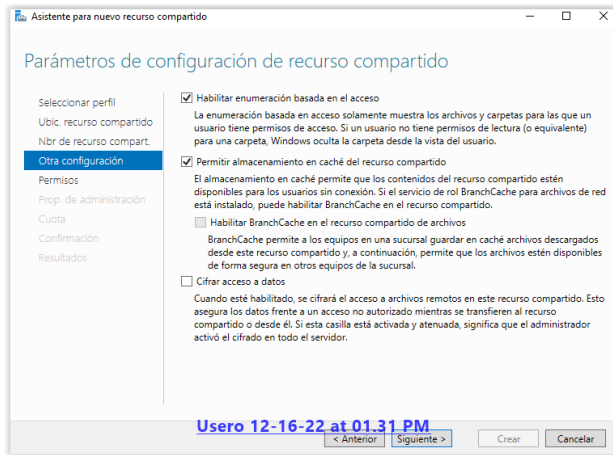 Asistente para nuevo recurso compartido
Parámetros de configuración de recurso compartido
Seleccionar perfil
Ubic. recurso compartido
Nbr de recurso compart.
Otra configuración
Permisos
Prop. de administración
Cuota
Confirmación
Resultados
Habilitar enumeración basada en el acceso
La enumeración basada en acceso solamente muestra los archivos y carpetas para las que un
usuario tiene permisos de acceso. Si un usuario no tiene permisos de lectura (o equivalente)
para una carpeta, Windows oculta la carpeta desde la vista del usuario.
Permitir almacenamiento en caché del recurso compartido
El almacenamiento en caché permite que los contenidos del recurso compartido estén
disponibles para los usuarios sin conexión. Si el servicio de rol BranchCache para archivos de red
está instalado, puede habilitar BranchCache en el recurso compartido.
Habilitar BranchCache en el recurso compartido de archivos
BranchCache permite a los equipos en una sucursal guardar en caché archivos descargados
desde este recurso compartido y, a continuación, permite que los archivos estén disponibles
de forma segura en otros equipos de la sucursal.
Cifrar acceso a datos
Cuando esté habilitado, se cifrará el acceso a archivos remotos en este recurso compartido. Esto
asegura los datos frente a un acceso no autorizado mientras se transfieren al recurso
compartido o desde él. Si esta casilla está activada y atenuada, significa que el administrador
activó el cifrado en todo el servidor.
Usero 12-16-22 at 01.31 PM
< Anterior Siguiente > Crear Cancelar